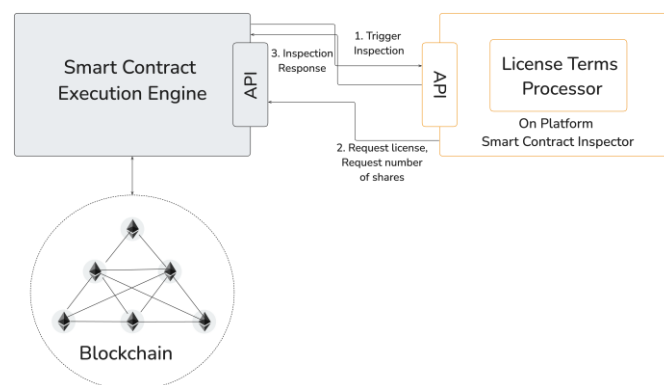 Smart Contract
Execution Engine
API
3. Inspection
Response
1. Trigger
Inspection
API
License Terms
Processor
On Platform
Smart Contract Inspector
2. Request license,
Request number
of shares
Blockchain